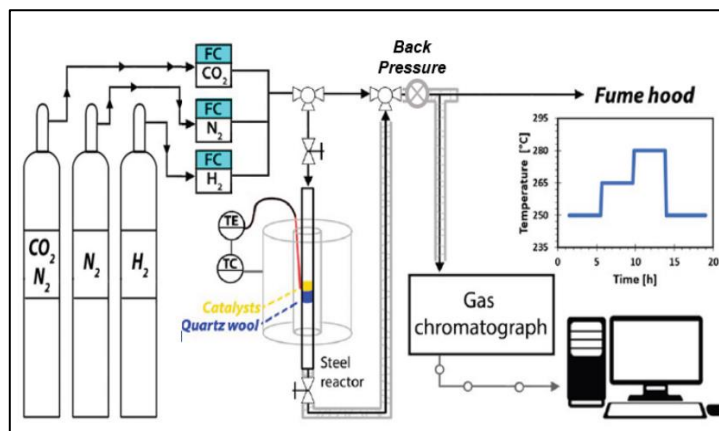 FC
CO2
FC
N2
FC
H2
Back
Pressure
Fume hood
CO2
N2
N2
H2
TE
TC
Catalysts
Quartz wool
Steel
reactor
Gas
chromatograph
Temperature [°C]
295
280
265
250
235
0 5 10 15 20
Time [h]